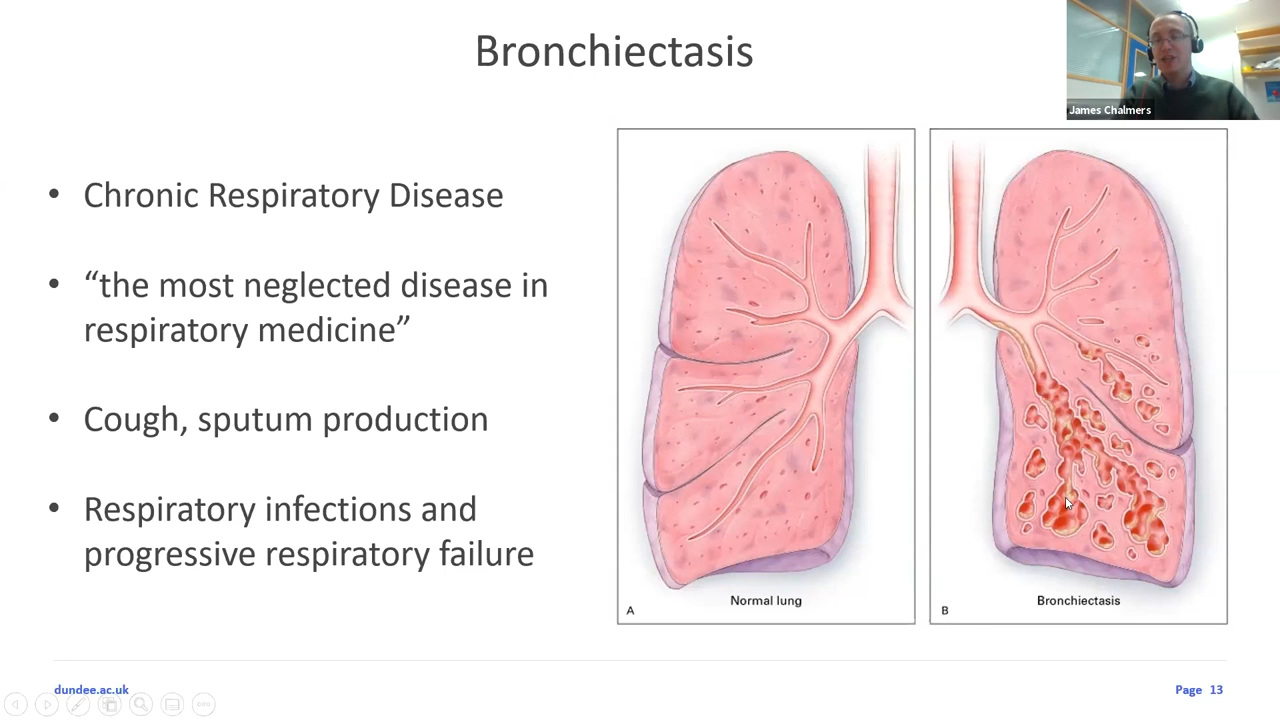 Bronchiectasis
James Chalmers
• Chronic Respiratory Disease
• “the most neglected disease in
respiratory medicine”
• Cough, sputum production
• Respiratory infections and
progressive respiratory failure
A
Normal lung
B
Bronchiectasis
dundee.ac.uk
Page 13